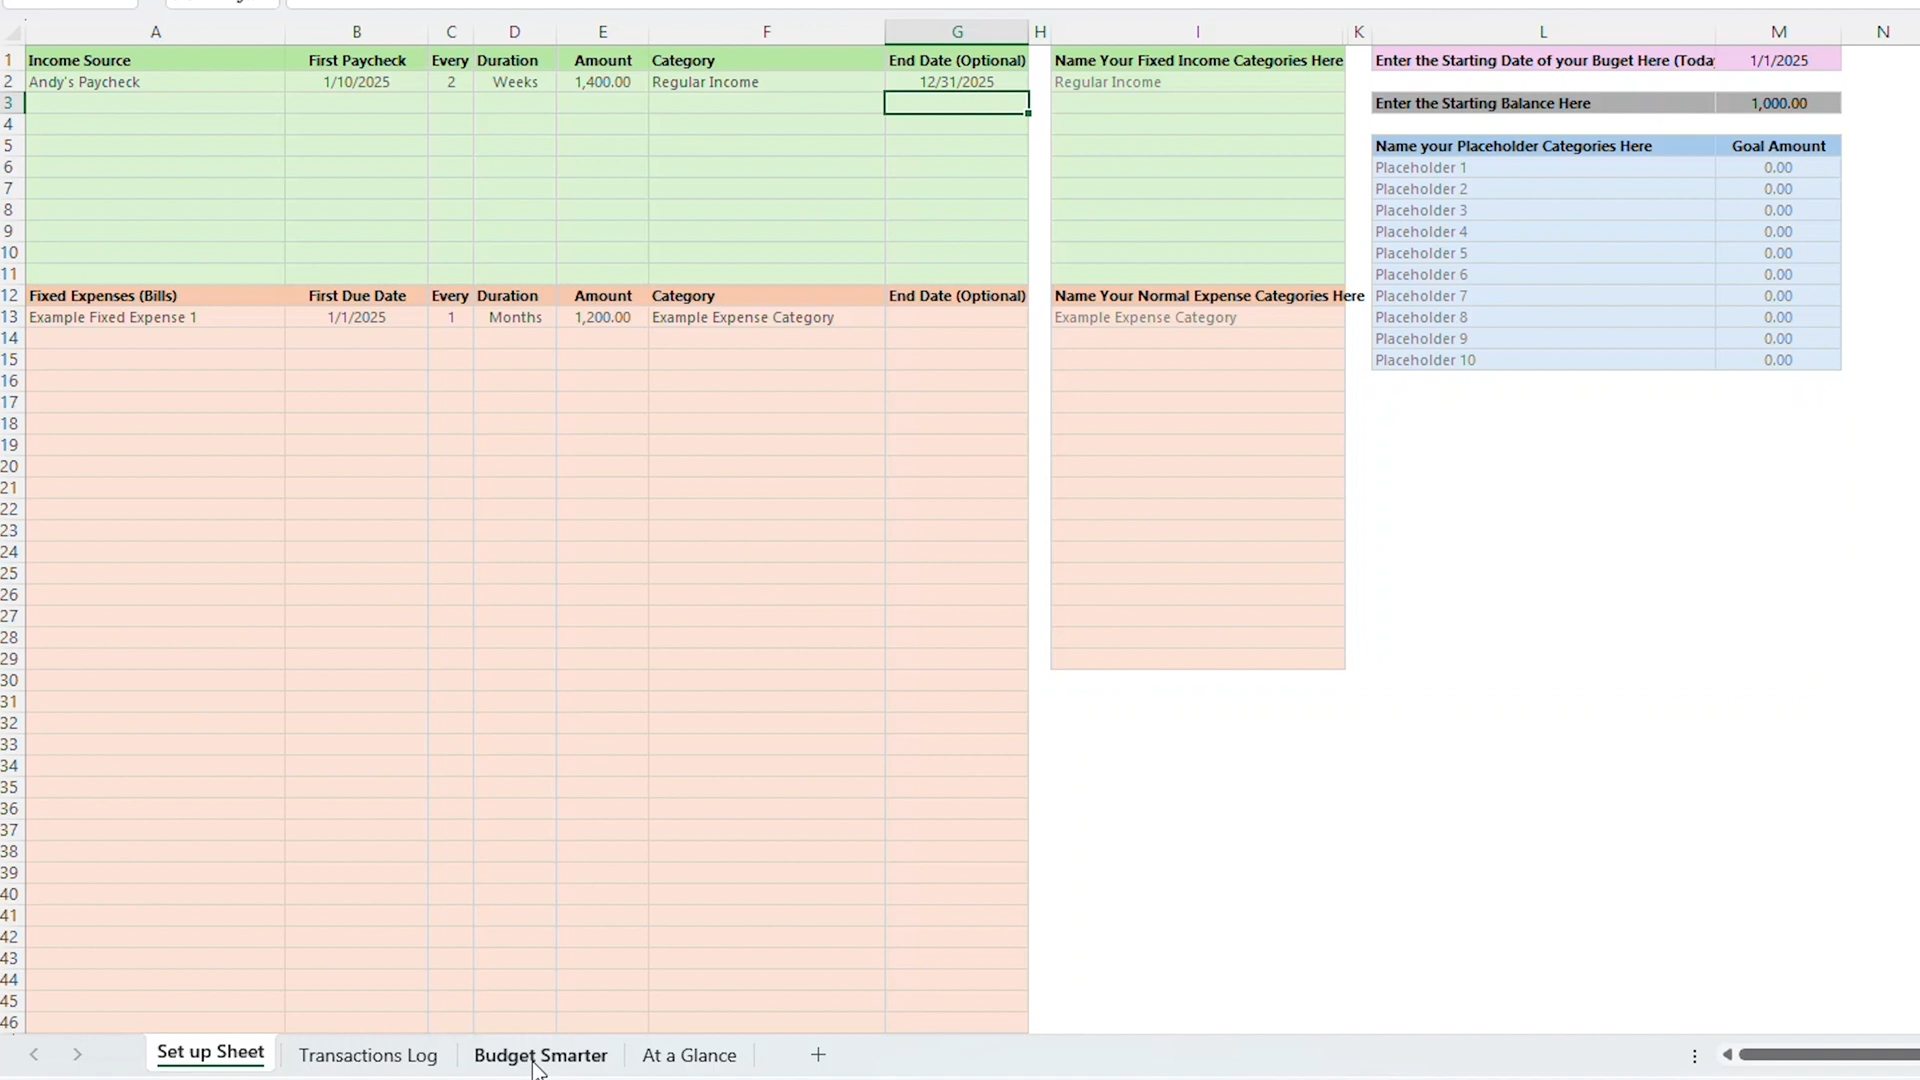 A B C D E F G H I K L M N
1 Income Source First Paycheck Every Duration Amount Category End Date (Optional) Name Your Fixed Income Categories Here Enter the Starting Date of your Buget Here (Toda 1/1/2025
2 Andy's Paycheck 1/10/2025 2 Weeks 1,400.00 Regular Income 12/31/2025 Regular Income
3 Enter the Starting Balance Here 1,000.00
4
5 Name your Placeholder Categories Here Goal Amount
6 Placeholder 1 0.00
7 Placeholder 2 0.00
8 Placeholder 3 0.00
9 Placeholder 4 0.00
10 Placeholder 5 0.00
11 Placeholder 6 0.00
12 Fixed Expenses (Bills) First Due Date Every Duration Amount Category End Date (Optional) Name Your Normal Expense Categories Here Placeholder 7 0.00
13 Example Fixed Expense 1 1/1/2025 1 Months 1,200.00 Example Expense Category Example Expense Category Placeholder 8 0.00
14 Placeholder 9 0.00
15 Placeholder 10 0.00
16
17
18
19
20
21
22
23
24
25
26
27
28
29
30
31
32
33
34
35
36
37
38
39
40
41
42
43
44
45
46
Set up Sheet Transactions Log Budget Smarter At a Glance